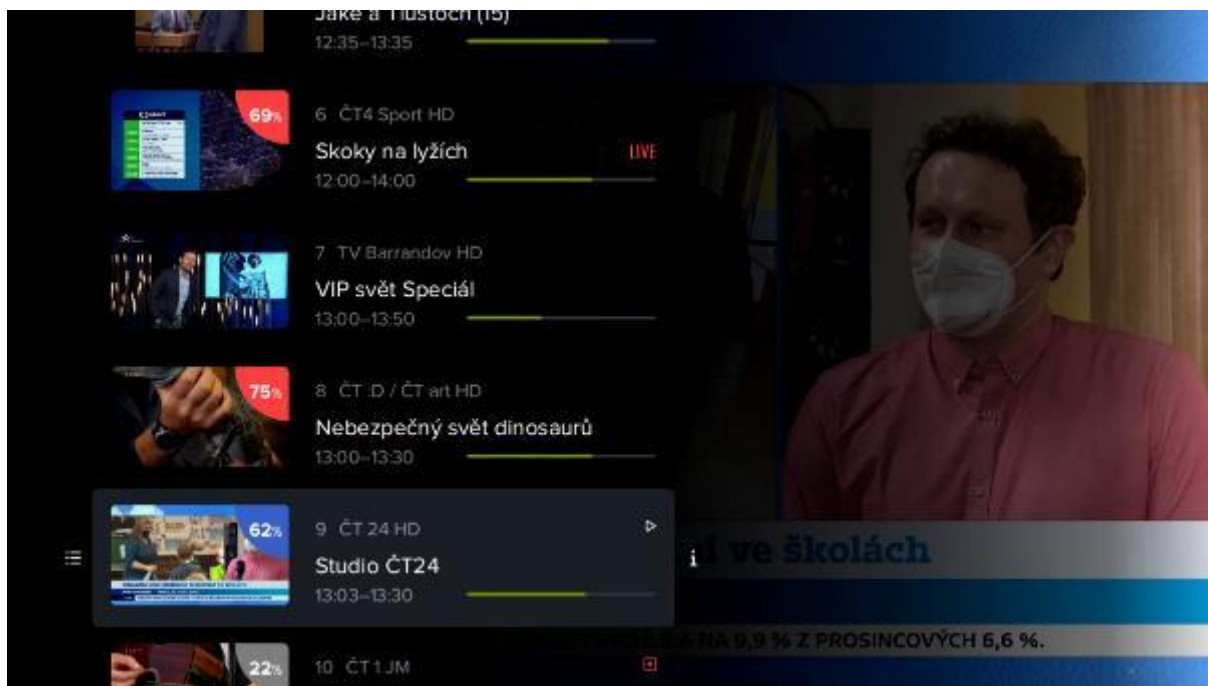 Jake a Tlusťoch (15)
12:35–13:35
69%
6 ČT4 Sport HD
Skoky na lyžích
LIVE
12:00–14:00
7 TV Barrandov HD
VIP svět Speciál
13:00–13:50
75%
8 ČT :D / ČT art HD
Nebezpečný svět dinosaurů
13:00–13:30
62%
9 ČT 24 HD
Studio ČT24
13:03–13:30
ve školách
NA 9,9 % Z PROSINCOVÝCH 6,6 %.
22%
10 ČT1 JM